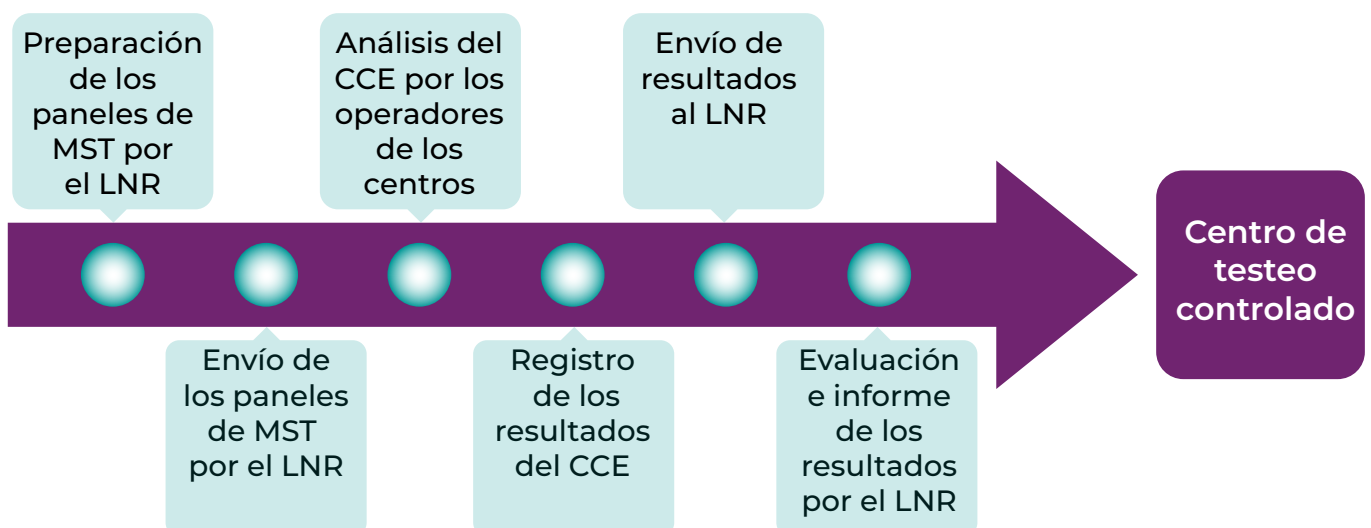 Preparación
de los
paneles de
MST por
el LNR
Envío de
los paneles
de MST
por el LNR
Análisis del
CCE por los
operadores
de los
centros
Registro
de los
resultados
del CCE
Envío de
resultados
al LNR
Evaluación
e informe
de los
resultados
por el LNR
Centro de
testeo
controlado